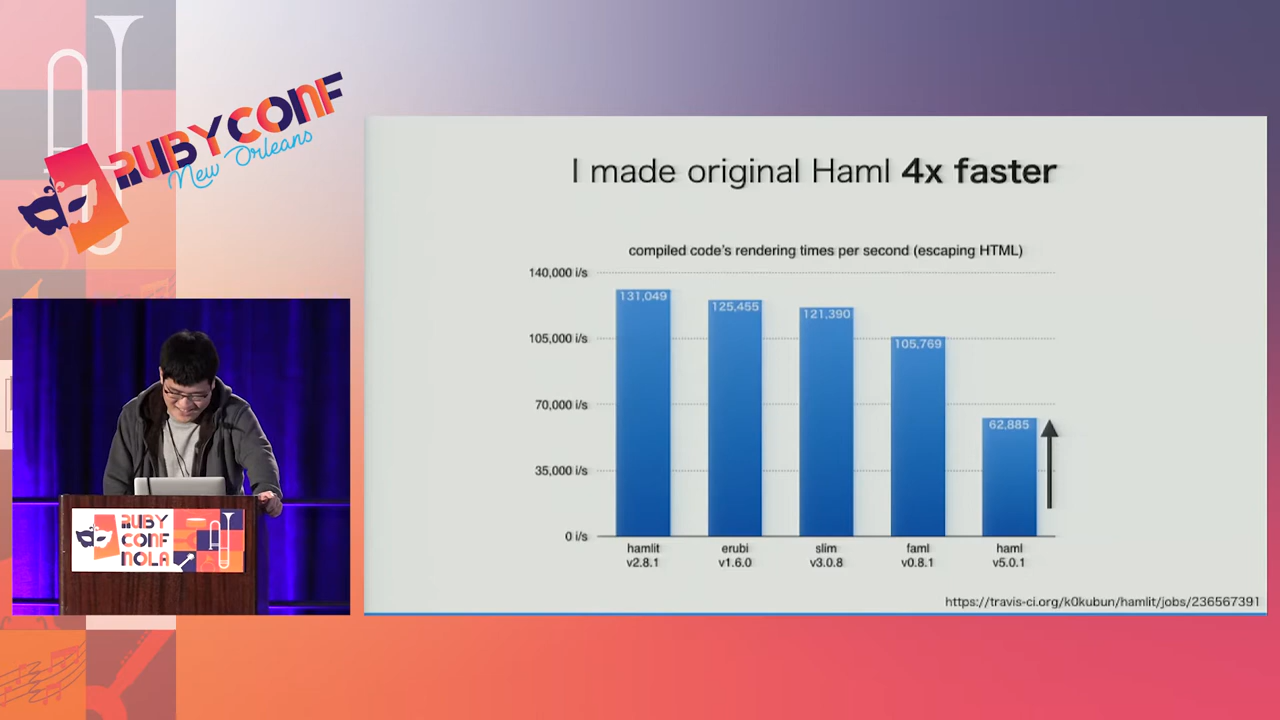 RUBYCONF
New Orleans
RUBY
CONF
NOLA
I made original Haml 4x faster
compiled code's rendering times per second (escaping HTML)
140,000 i/s
105,000 i/s
70,000 i/s
35,000 i/s
0 i/s
131,049
125,455
121,390
105,769
62,885
hamlit
v2.8.1
erubi
v1.6.0
slim
v3.0.8
faml
v0.8.1
haml
v5.0.1
https://travis-ci.org/k0kubun/hamlit/jobs/236567391